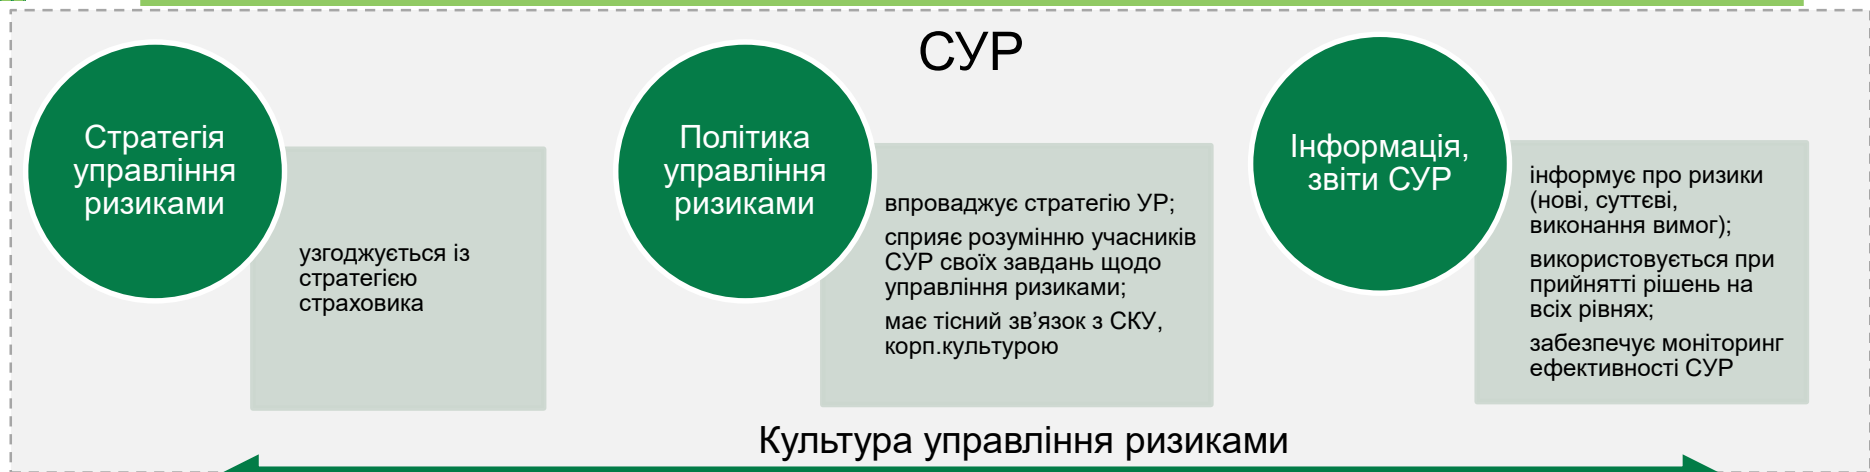 СУР
Стратегія
управління
ризиками
узгоджується із
стратегією
страховика
Політика
управління
ризиками
впроваджує стратегію УР;
сприяє розумінню учасників
СУР своїх завдань щодо
управління ризиками;
має тісний зв’язок з СКУ,
корп.культурою
Інформація,
звіти СУР
інформує про ризики
(нові, суттєві,
виконання вимог);
використовується при
прийнятті рішень на
всіх рівнях;
забезпечує моніторинг
ефективності СУР
Культура управління ризиками